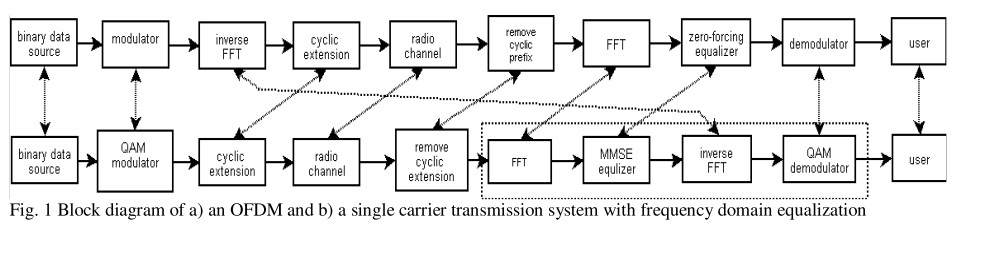 binary data
source
modulator
inverse
FFT
cyclic
extension
radio
channel
remove
cyclic
prefix
FFT
zero-forcing
equalizer
demodulator
user
binary data
source
QAM
modulator
cyclic
extension
radio
channel
remove
cyclic
extension
FFT
MMSE
equlizer
inverse
FFT
QAM
demodulator
user
Fig. 1 Block diagram of a) an OFDM and b) a single carrier transmission system with frequency domain equalization